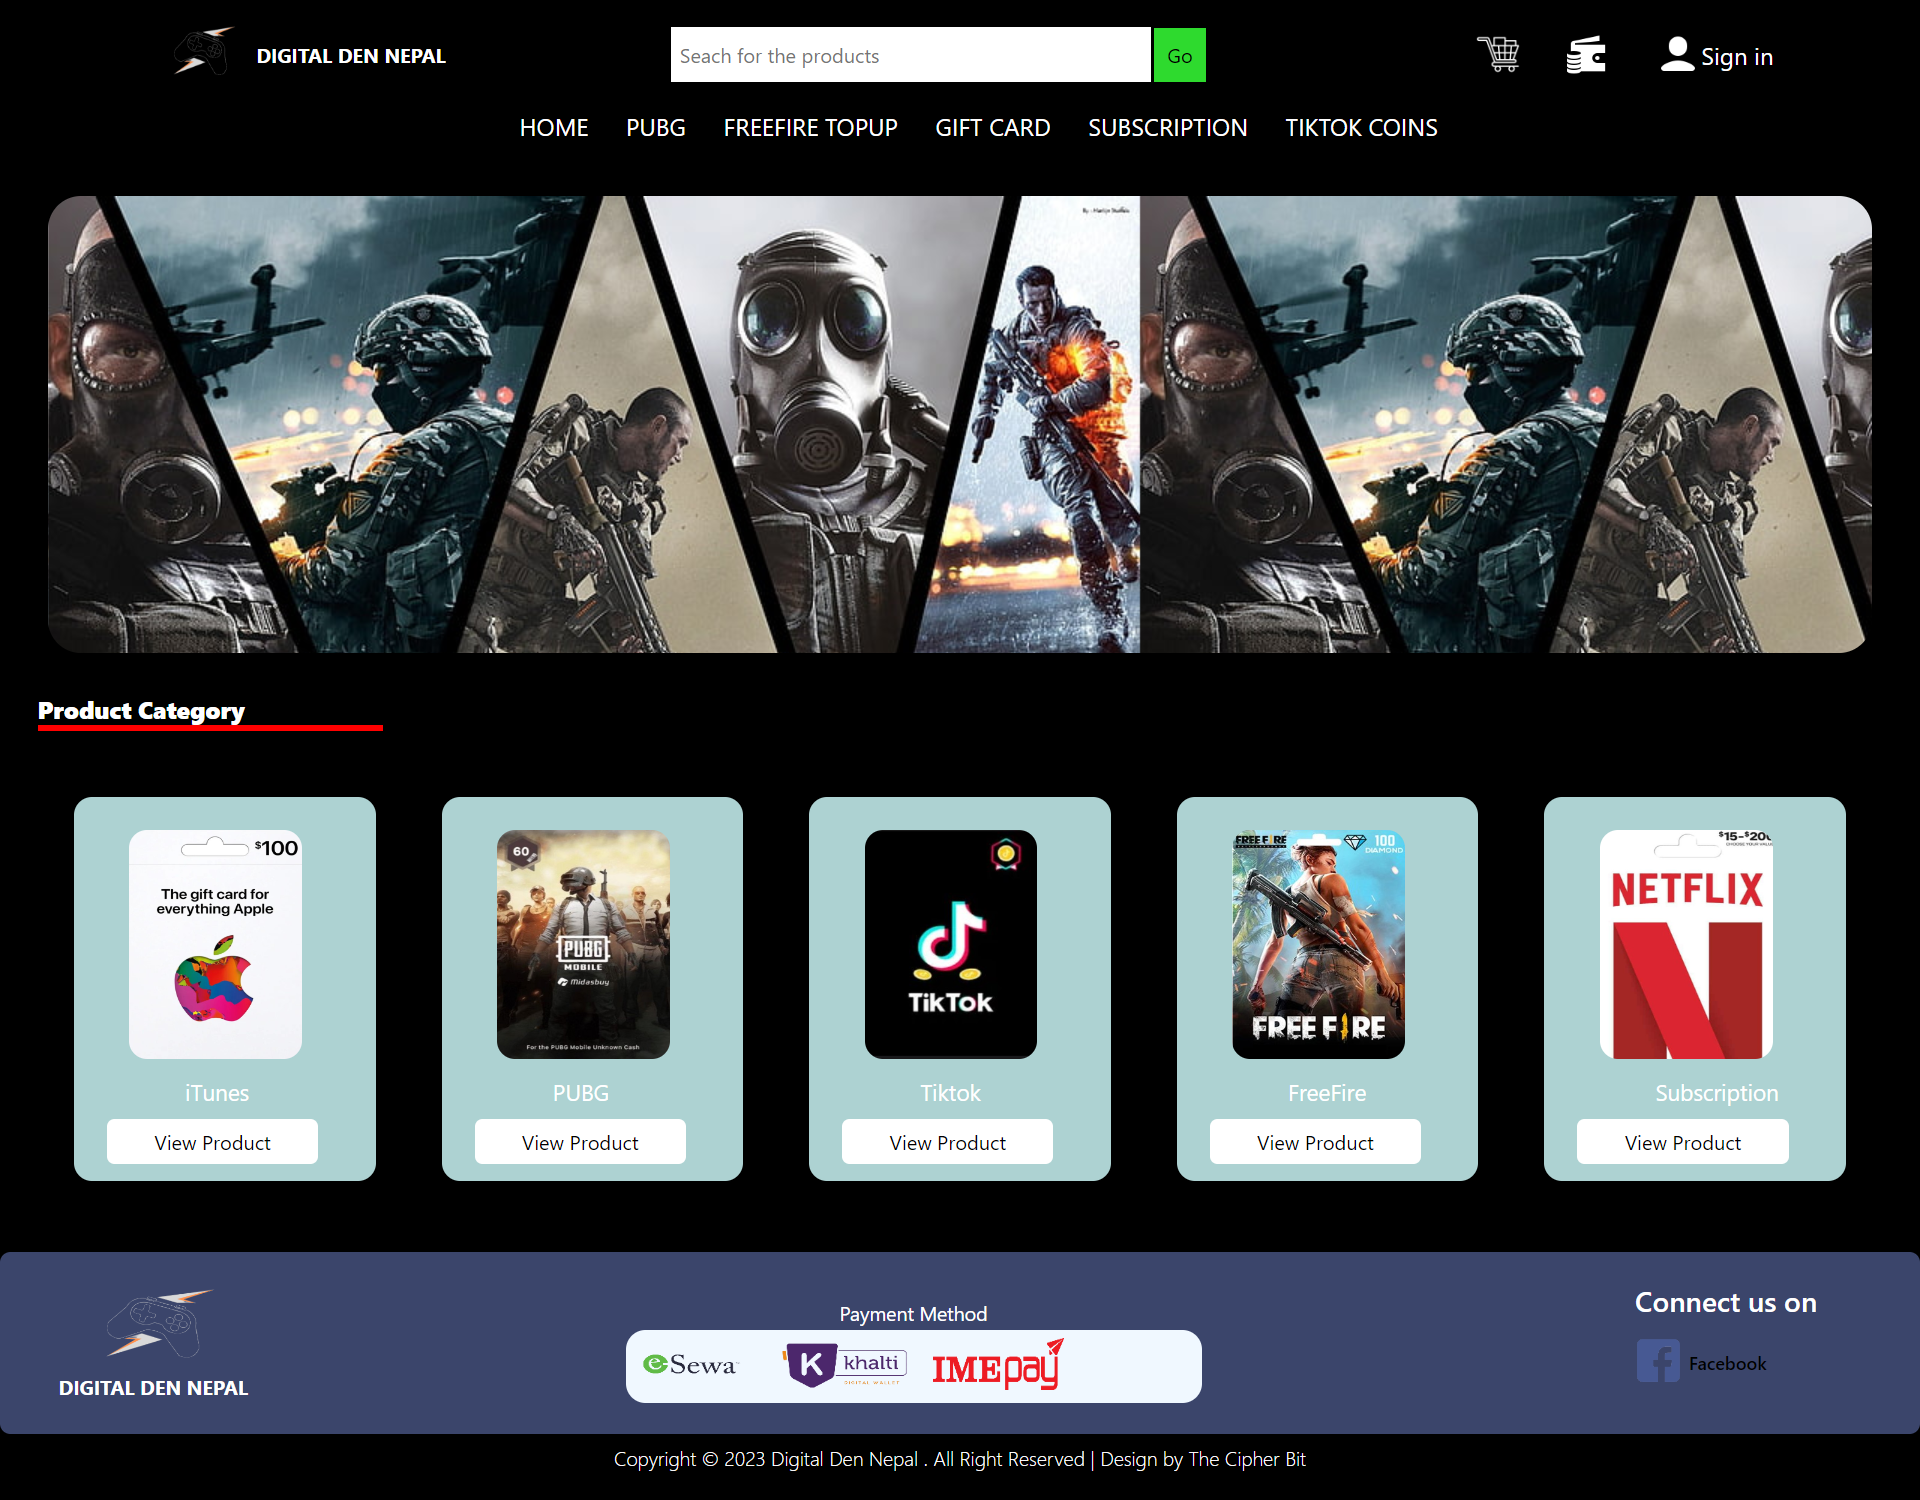 DIGITAL DEN NEPAL
Seach for the products
Go
Sign in
HOME PUBG FREEFIRE TOPUP GIFT CARD SUBSCRIPTION TIKTOK COINS
Product Category
$100
The gift card for
everything Apple
iTunes
View Product
60
PUBG
MOBILE
Midasbuy
For the PUBG Mobile Unknown Cash
PUBG
View Product
TikTok
Tiktok
View Product
FREE FIRE
100
DIAMOND
FREE FIRE
FreeFire
View Product
$15-$200
NETFLIX
Subscription
View Product
DIGITAL DEN NEPAL
Payment Method
eSewa
K khalti
DIGITAL WALLET
IMEpay
Connect us on
Facebook
Copyright © 2023 Digital Den Nepal . All Right Reserved | Design by The Cipher Bit